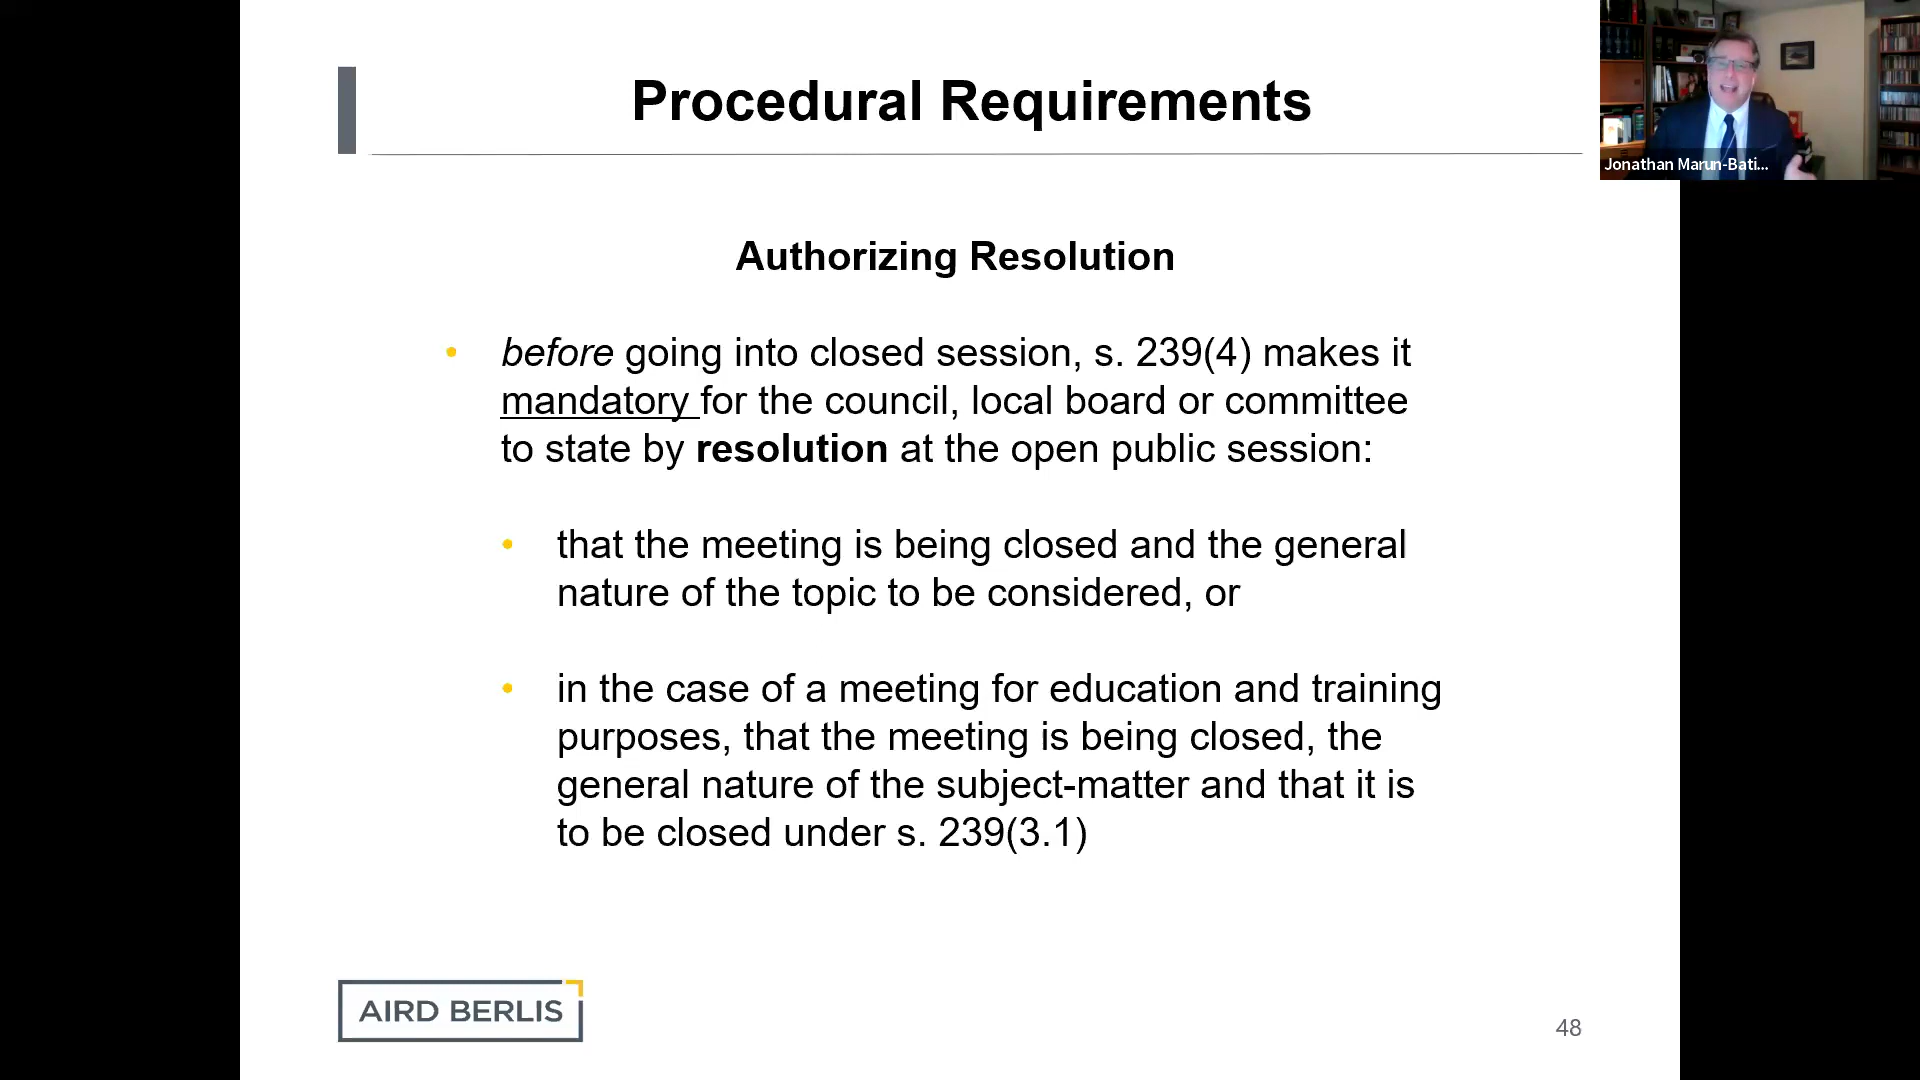 Procedural Requirements
Jonathan Marun-Bati...
Authorizing Resolution
• before going into closed session, s. 239(4) makes it
mandatory for the council, local board or committee
to state by resolution at the open public session:
• that the meeting is being closed and the general
nature of the topic to be considered, or
• in the case of a meeting for education and training
purposes, that the meeting is being closed, the
general nature of the subject-matter and that it is
to be closed under s. 239(3.1)
AIRD BERLIS
48